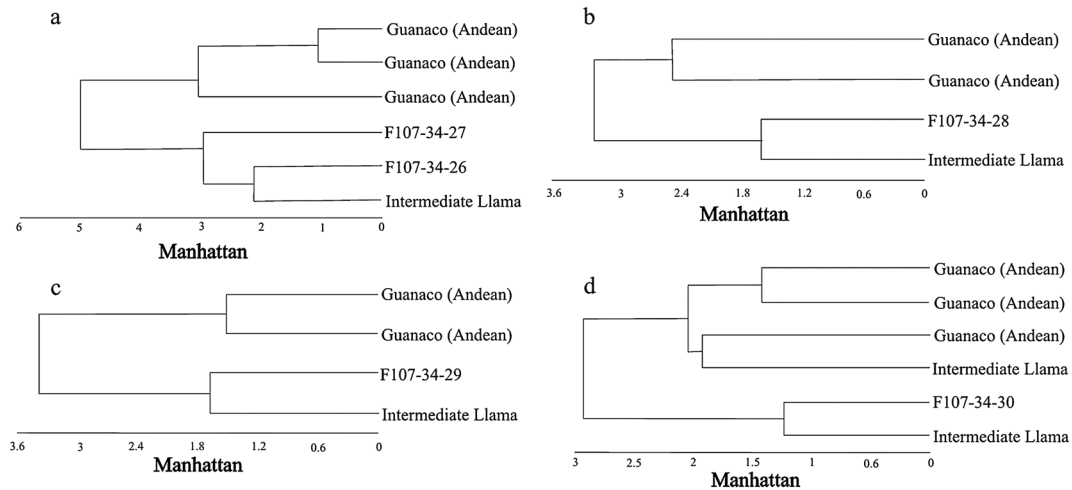 a
Guanaco (Andean)
Guanaco (Andean)
Guanaco (Andean)
F107-34-27
F107-34-26
Intermediate Llama
6 5 4 3 2 1 0
Manhattan
b
Guanaco (Andean)
Guanaco (Andean)
F107-34-28
Intermediate Llama
3.6 3 2.4 1.8 1.2 0.6 0
Manhattan
c
Guanaco (Andean)
Guanaco (Andean)
F107-34-29
Intermediate Llama
3.6 3 2.4 1.8 1.2 0.6 0
Manhattan
d
Guanaco (Andean)
Guanaco (Andean)
Guanaco (Andean)
Intermediate Llama
F107-34-30
Intermediate Llama
3 2.5 2 1.5 1 0.6 0
Manhattan